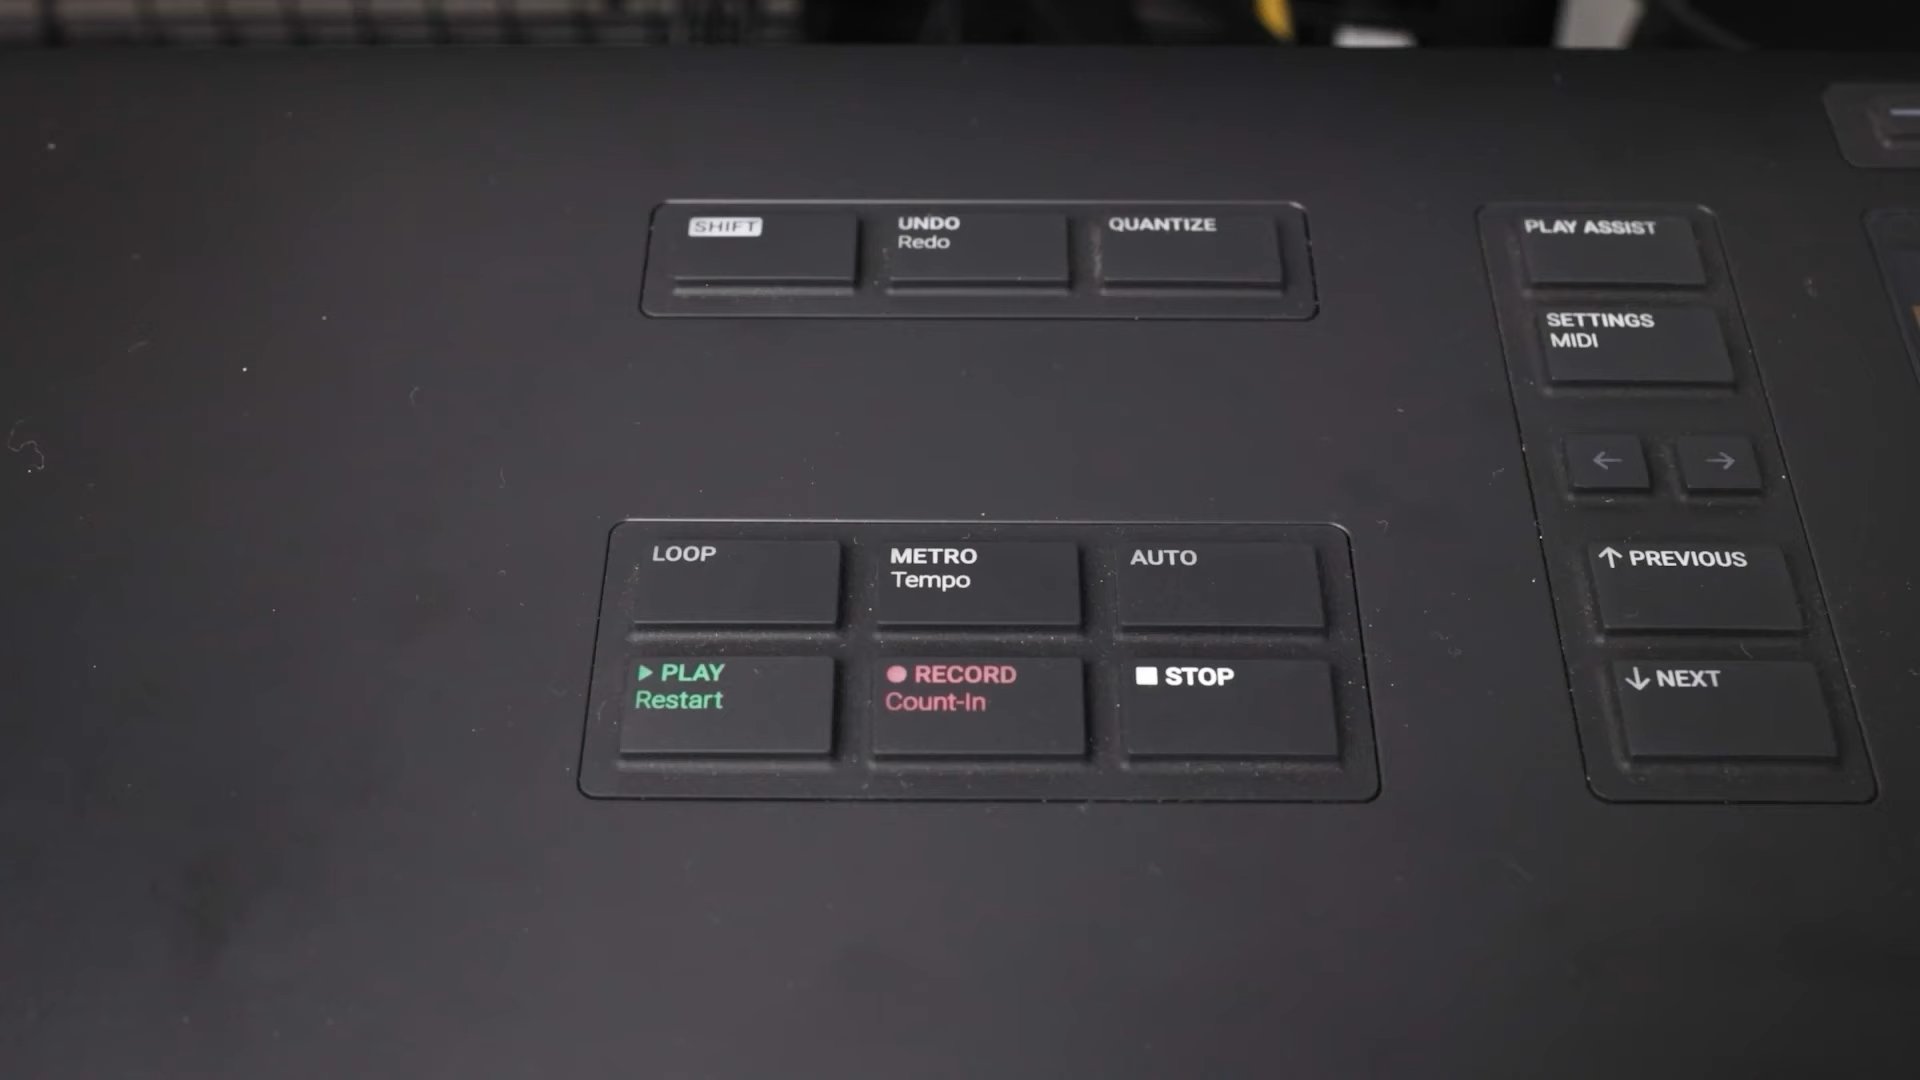 SHIFT
UNDO
Redo
QUANTIZE
PLAY ASSIST
SETTINGS
MIDI
← →
LOOP
METRO
Tempo
AUTO
▶ PLAY
Restart
● RECORD
Count-In
■ STOP
↑ PREVIOUS
↓ NEXT